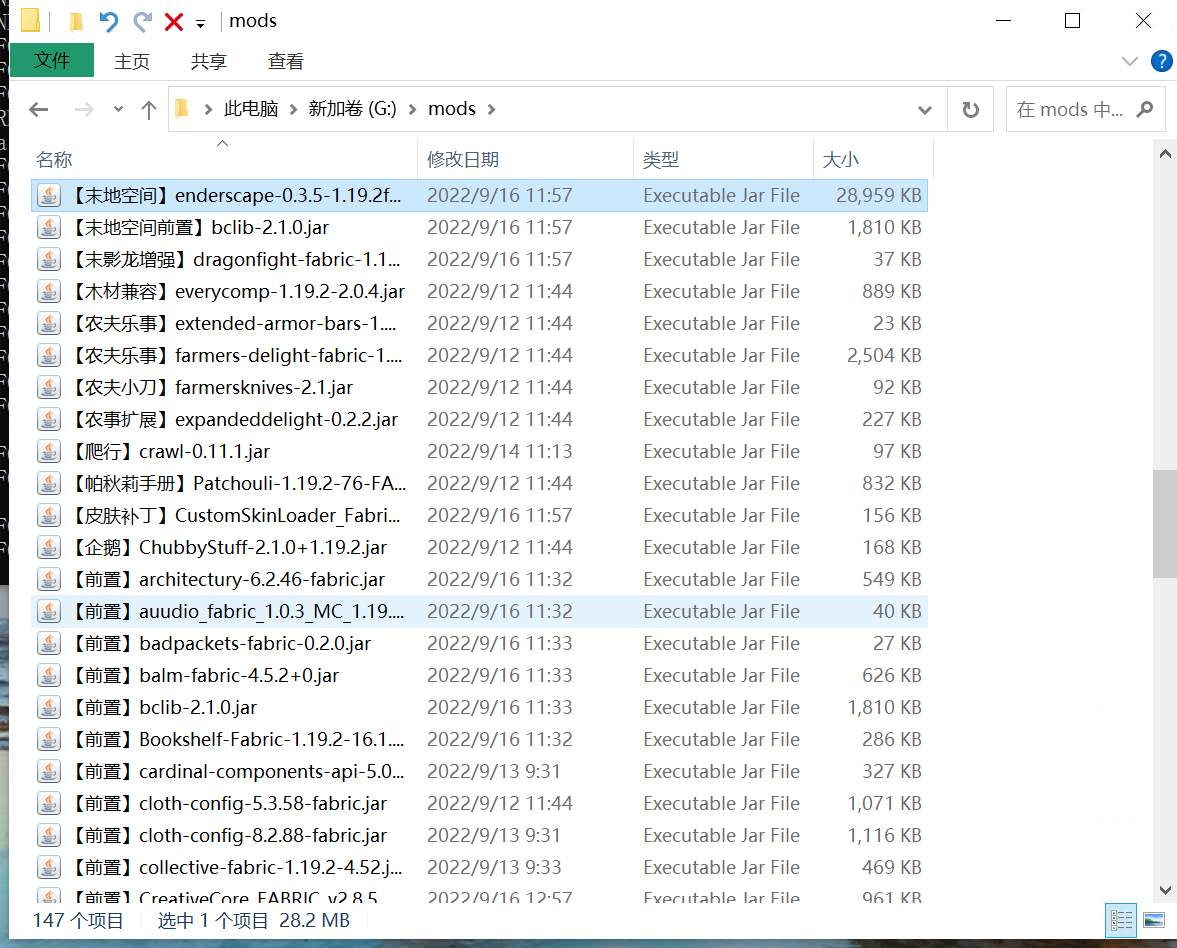 mods
文件 主页 共享 查看
此电脑 新加卷 (G:) mods 在 mods 中...
名称 修改日期 类型 大小
【末地空间】enderscape-0.3.5-1.19.2f... 2022/9/16 11:57 Executable Jar File 28,959 KB
【末地空间前置】bclib-2.1.0.jar 2022/9/16 11:57 Executable Jar File 1,810 KB
【末影龙增强】dragonfight-fabric-1.1... 2022/9/16 11:57 Executable Jar File 37 KB
【木材兼容】everycomp-1.19.2-2.0.4.jar 2022/9/12 11:44 Executable Jar File 889 KB
【农夫乐事】extended-armor-bars-1.... 2022/9/12 11:44 Executable Jar File 23 KB
【农夫乐事】farmers-delight-fabric-1.... 2022/9/12 11:44 Executable Jar File 2,504 KB
【农夫小刀】farmersknives-2.1.jar 2022/9/12 11:44 Executable Jar File 92 KB
【农事扩展】expandeddelight-0.2.2.jar 2022/9/12 11:44 Executable Jar File 227 KB
【爬行】crawl-0.11.1.jar 2022/9/14 11:13 Executable Jar File 97 KB
【帕秋莉手册】Patchouli-1.19.2-76-FA... 2022/9/12 11:44 Executable Jar File 832 KB
【皮肤补丁】CustomSkinLoader_Fabri... 2022/9/16 11:57 Executable Jar File 156 KB
【企鹅】ChubbyStuff-2.1.0+1.19.2.jar 2022/9/12 11:44 Executable Jar File 168 KB
【前置】architectury-6.2.46-fabric.jar 2022/9/16 11:32 Executable Jar File 549 KB
【前置】auudio_fabric_1.0.3_MC_1.19.... 2022/9/16 11:32 Executable Jar File 40 KB
【前置】badpackets-fabric-0.2.0.jar 2022/9/16 11:33 Executable Jar File 27 KB
【前置】balm-fabric-4.5.2+0.jar 2022/9/16 11:33 Executable Jar File 626 KB
【前置】bclib-2.1.0.jar 2022/9/16 11:33 Executable Jar File 1,810 KB
【前置】Bookshelf-Fabric-1.19.2-16.1.... 2022/9/16 11:32 Executable Jar File 286 KB
【前置】cardinal-components-api-5.0... 2022/9/13 9:31 Executable Jar File 327 KB
【前置】cloth-config-5.3.58-fabric.jar 2022/9/12 11:44 Executable Jar File 1,071 KB
【前置】cloth-config-8.2.88-fabric.jar 2022/9/13 9:31 Executable Jar File 1,116 KB
【前置】collective-fabric-1.19.2-4.52.j... 2022/9/13 9:33 Executable Jar File 469 KB
【前置】CreativeCore_FABRIC_v2.8.5 2022/9/16 12:57 Executable Jar File 961 KB
147 个项目 选中 1 个项目 28.2 MB